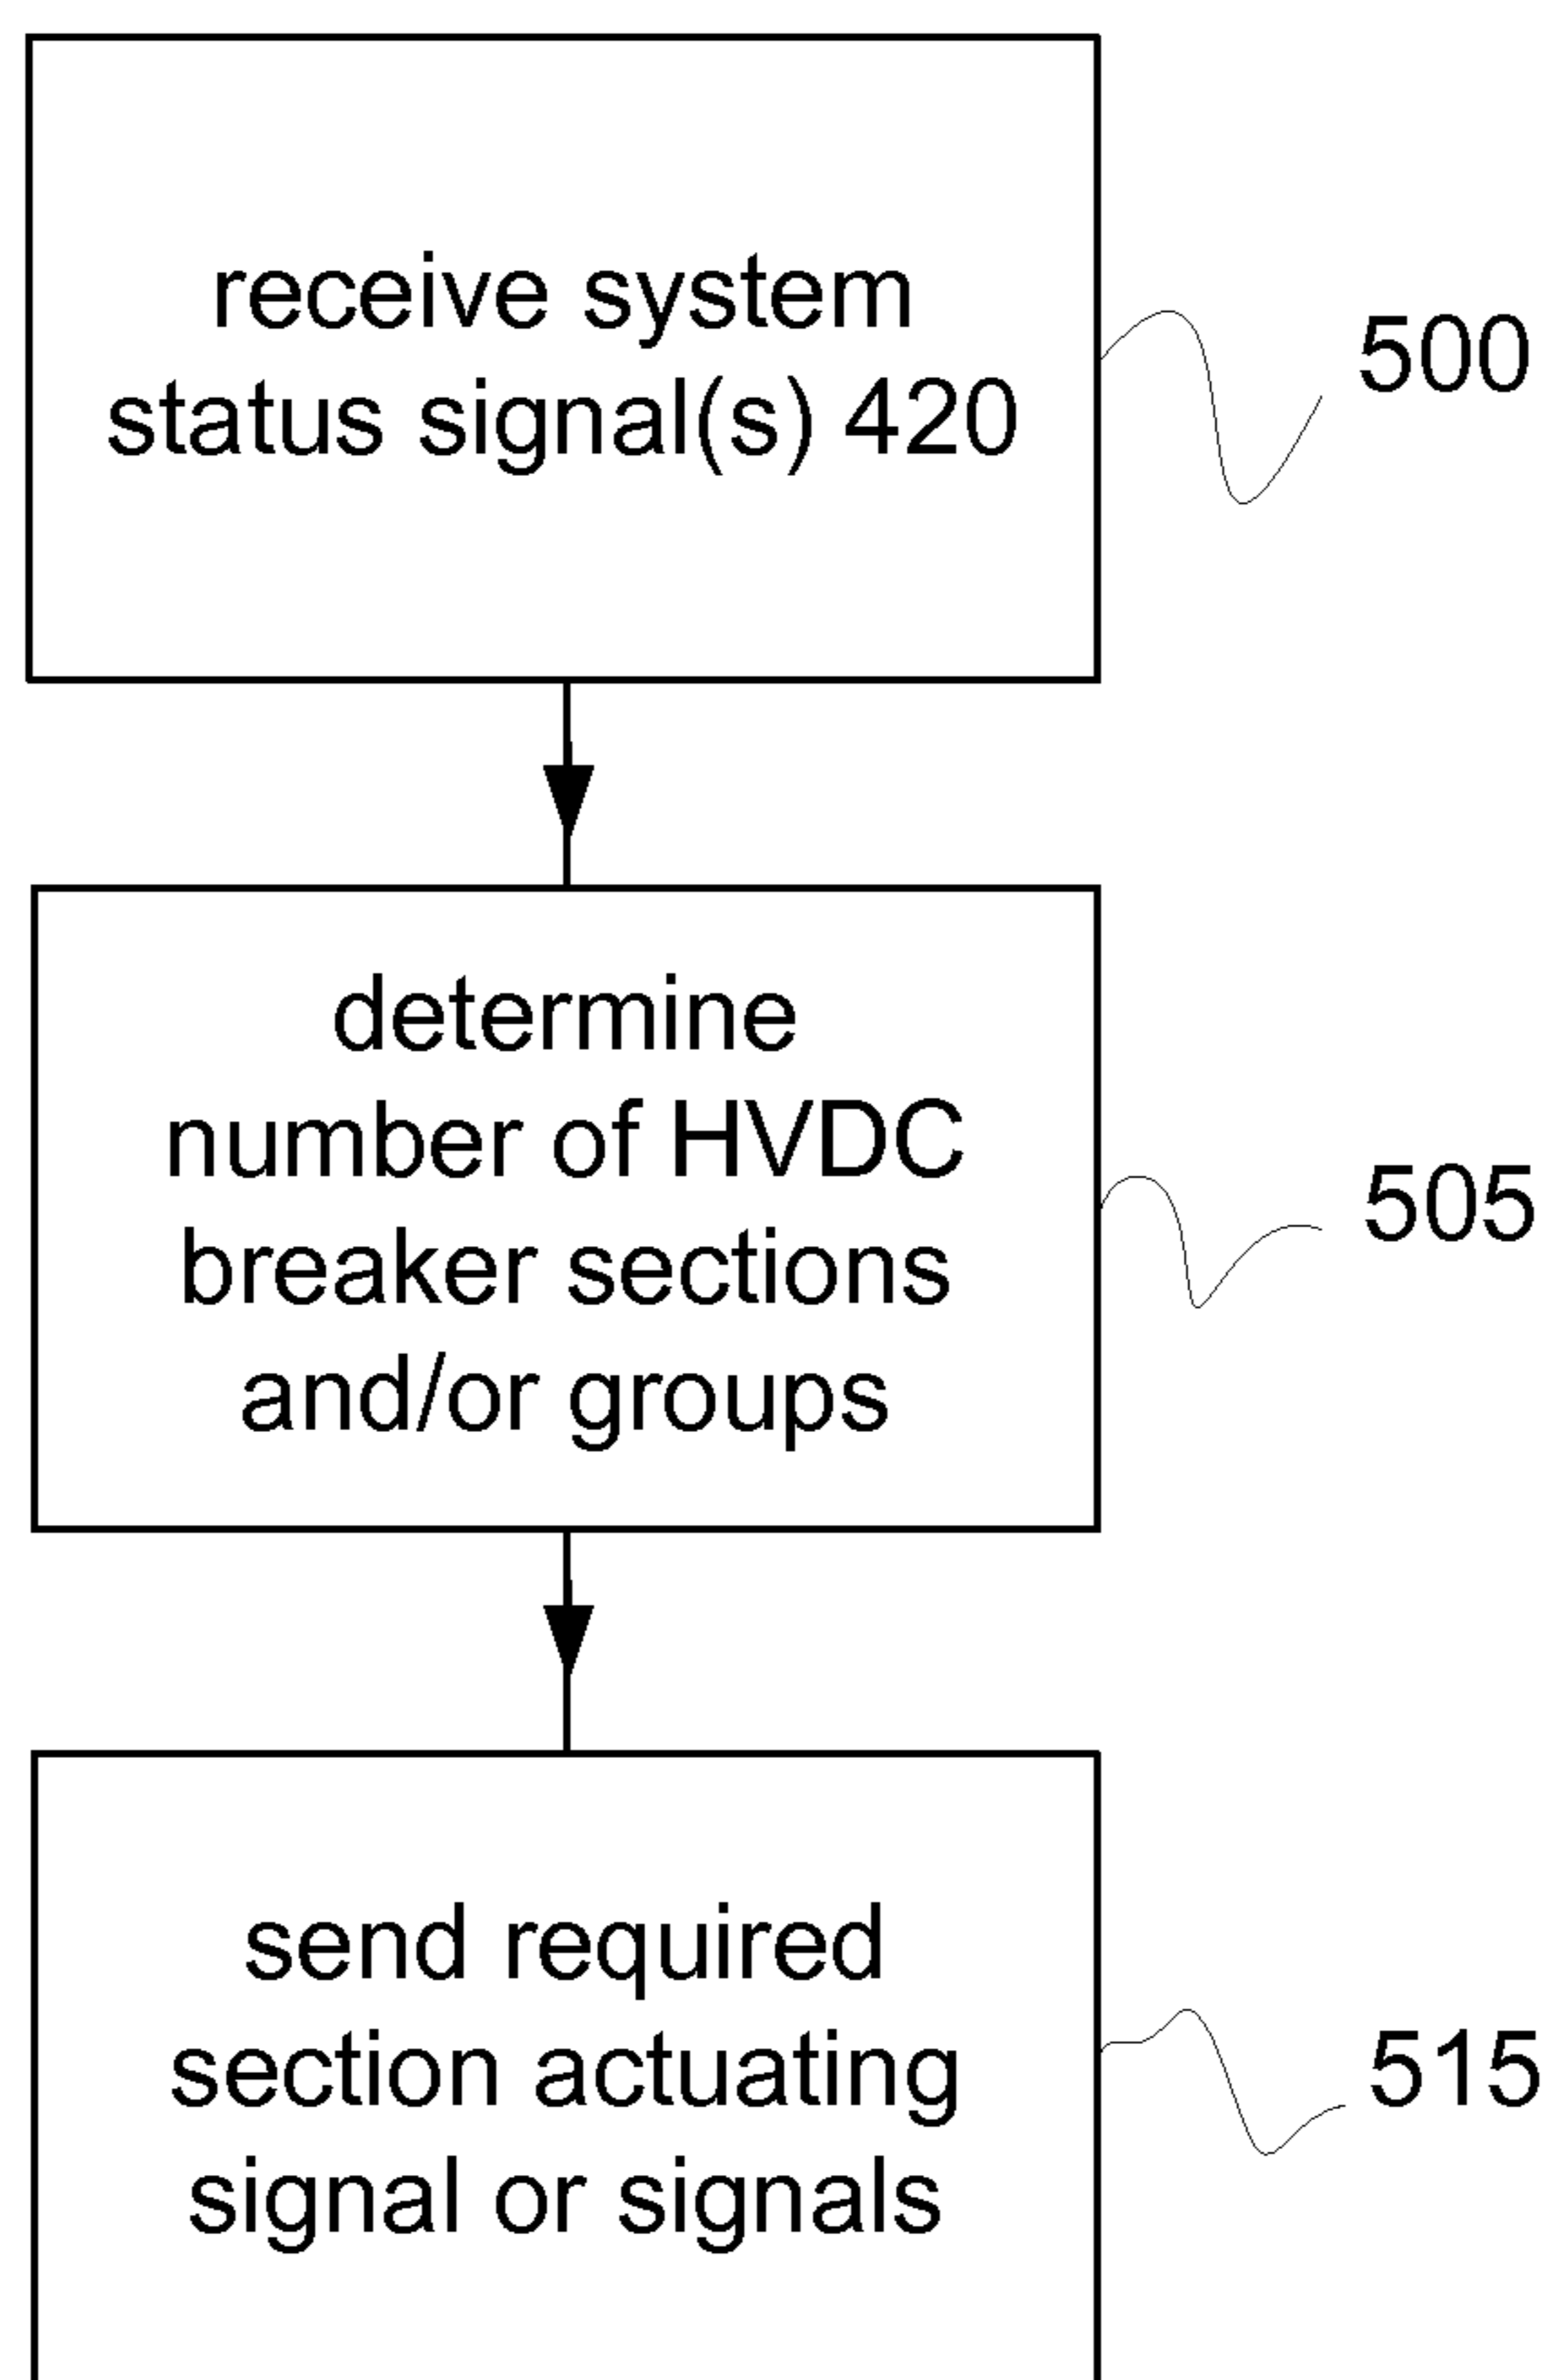 receive system
status signal(s) 420
500
determine
number of HVDC
breaker sections
and/or groups
505
send required
section actuating
signal or signals
515